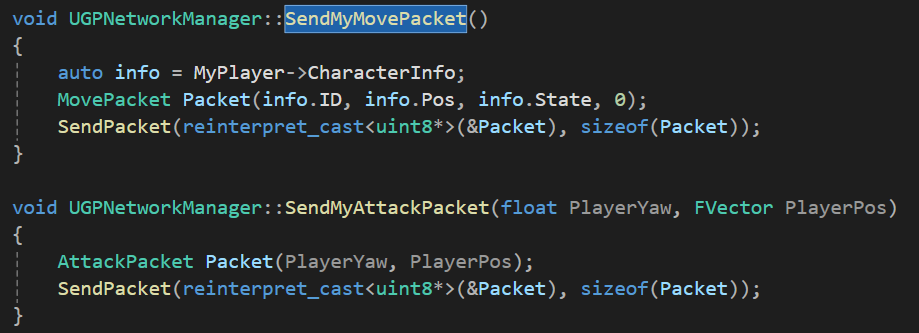 void UGPNetworkManager::SendMyMovePacket()
{
    auto info = MyPlayer->CharacterInfo;
    MovePacket Packet(info.ID, info.Pos, info.State, 0);
    SendPacket(reinterpret_cast<uint8*>(&Packet), sizeof(Packet));
}

void UGPNetworkManager::SendMyAttackPacket(float PlayerYaw, FVector PlayerPos)
{
    AttackPacket Packet(PlayerYaw, PlayerPos);
    SendPacket(reinterpret_cast<uint8*>(&Packet), sizeof(Packet));
}